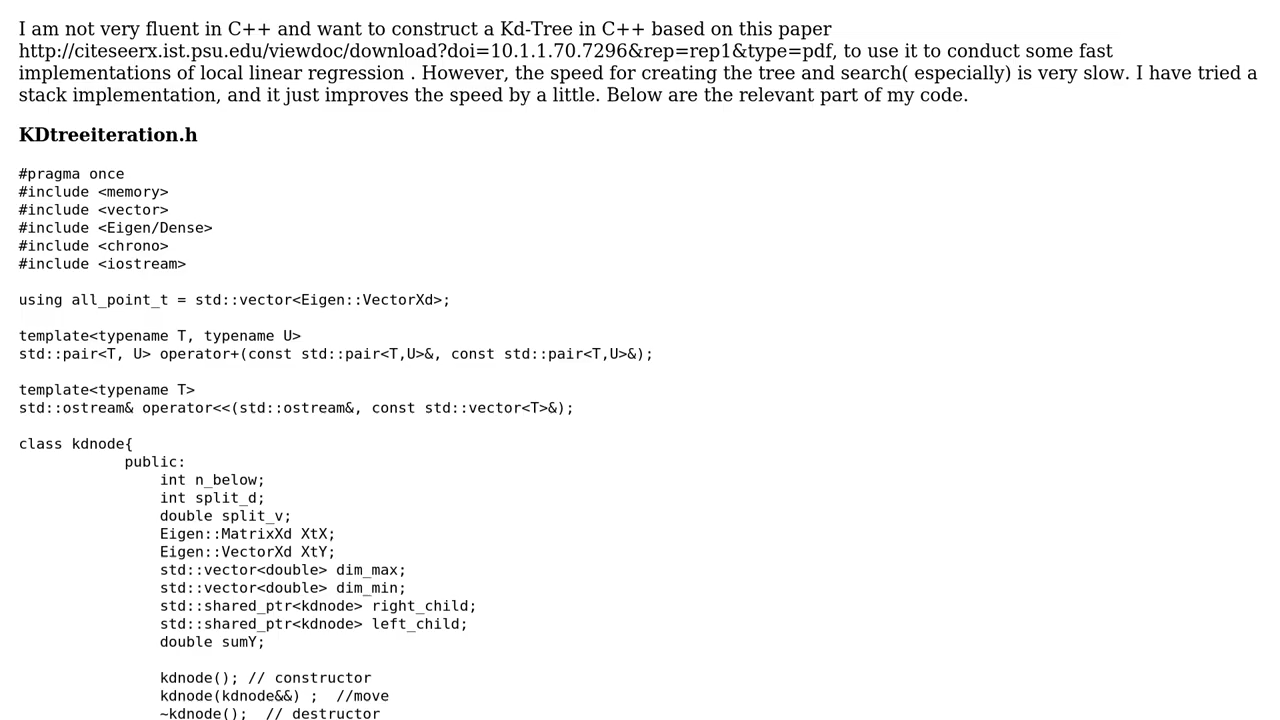 I am not very fluent in C++ and want to construct a Kd-Tree in C++ based on this paper
http://citeseerx.ist.psu.edu/viewdoc/download?doi=10.1.1.70.7296&rep=rep1&type=pdf, to use it to conduct some fast
implementations of local linear regression . However, the speed for creating the tree and search( especially) is very slow. I have tried a
stack implementation, and it just improves the speed by a little. Below are the relevant part of my code.
KDtreeiteration.h
#pragma once
#include <memory>
#include <vector>
#include <Eigen/Dense>
#include <chrono>
#include <iostream>
using all_point_t = std::vector<Eigen::VectorXd>;
template<typename T, typename U>
std::pair<T, U> operator+(const std::pair<T,U>&, const std::pair<T,U>&);
template<typename T>
std::ostream& operator<<(std::ostream&, const std::vector<T>&);
class kdnode{
public:
int n_below;
int split_d;
double split_v;
Eigen::MatrixXd XtX;
Eigen::VectorXd XtY;
std::vector<double> dim_max;
std::vector<double> dim_min;
std::shared_ptr<kdnode> right_child;
std::shared_ptr<kdnode> left_child;
double sumY;
kdnode(); // constructor
kdnode(kdnode&&) ;  //move
~kdnode();  // destructor